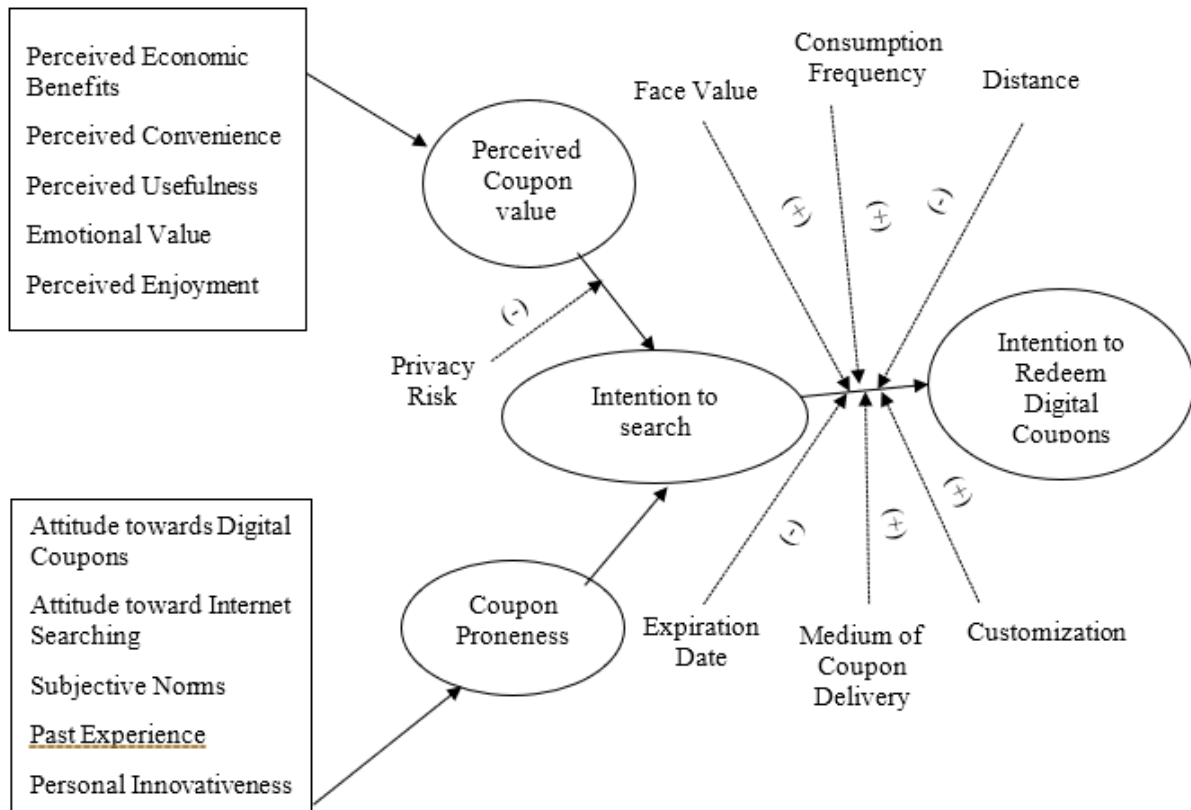 Perceived Economic
Benefits
Perceived Convenience
Perceived Usefulness
Emotional Value
Perceived Enjoyment
Perceived
Coupon
value
Face Value
Consumption
Frequency
Distance
(+)
(+)
(-)
(-)
Privacy
Risk
Intention to
search
Intention to
Redeem
Digital
Coupons
Attitude towards Digital
Coupons
Attitude toward Internet
Searching
Subjective Norms
Past Experience
Personal Innovativeness
Coupon
Proneness
(-)
(+)
(+)
Expiration
Date
Medium of
Coupon
Delivery
Customization